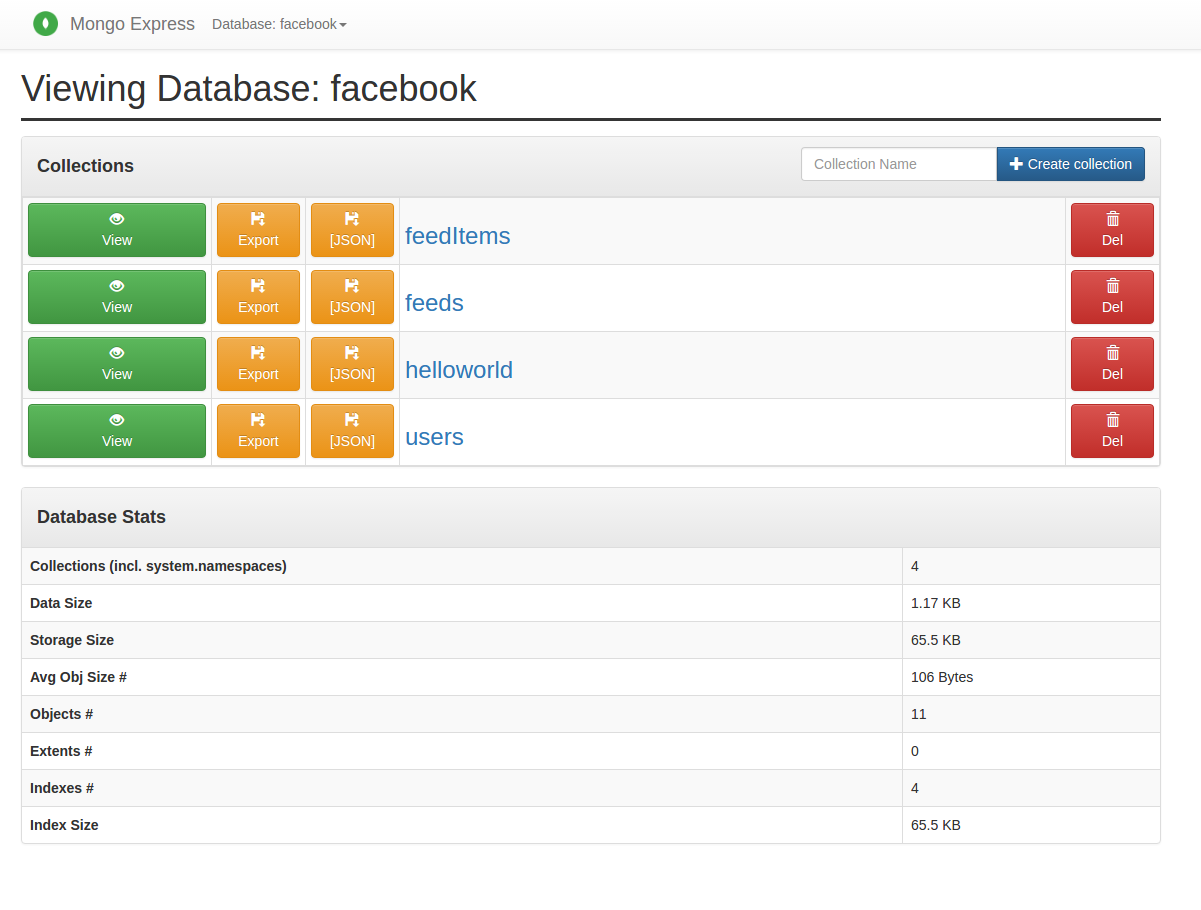 Mongo Express Database: facebook
Viewing Database: facebook
Collections Collection Name Create collection
View Export [JSON] feedItems Del
View Export [JSON] feeds Del
View Export [JSON] helloworld Del
View Export [JSON] users Del
Database Stats
Collections (incl. system.namespaces) 4
Data Size 1.17 KB
Storage Size 65.5 KB
Avg Obj Size # 106 Bytes
Objects # 11
Extents # 0
Indexes # 4
Index Size 65.5 KB